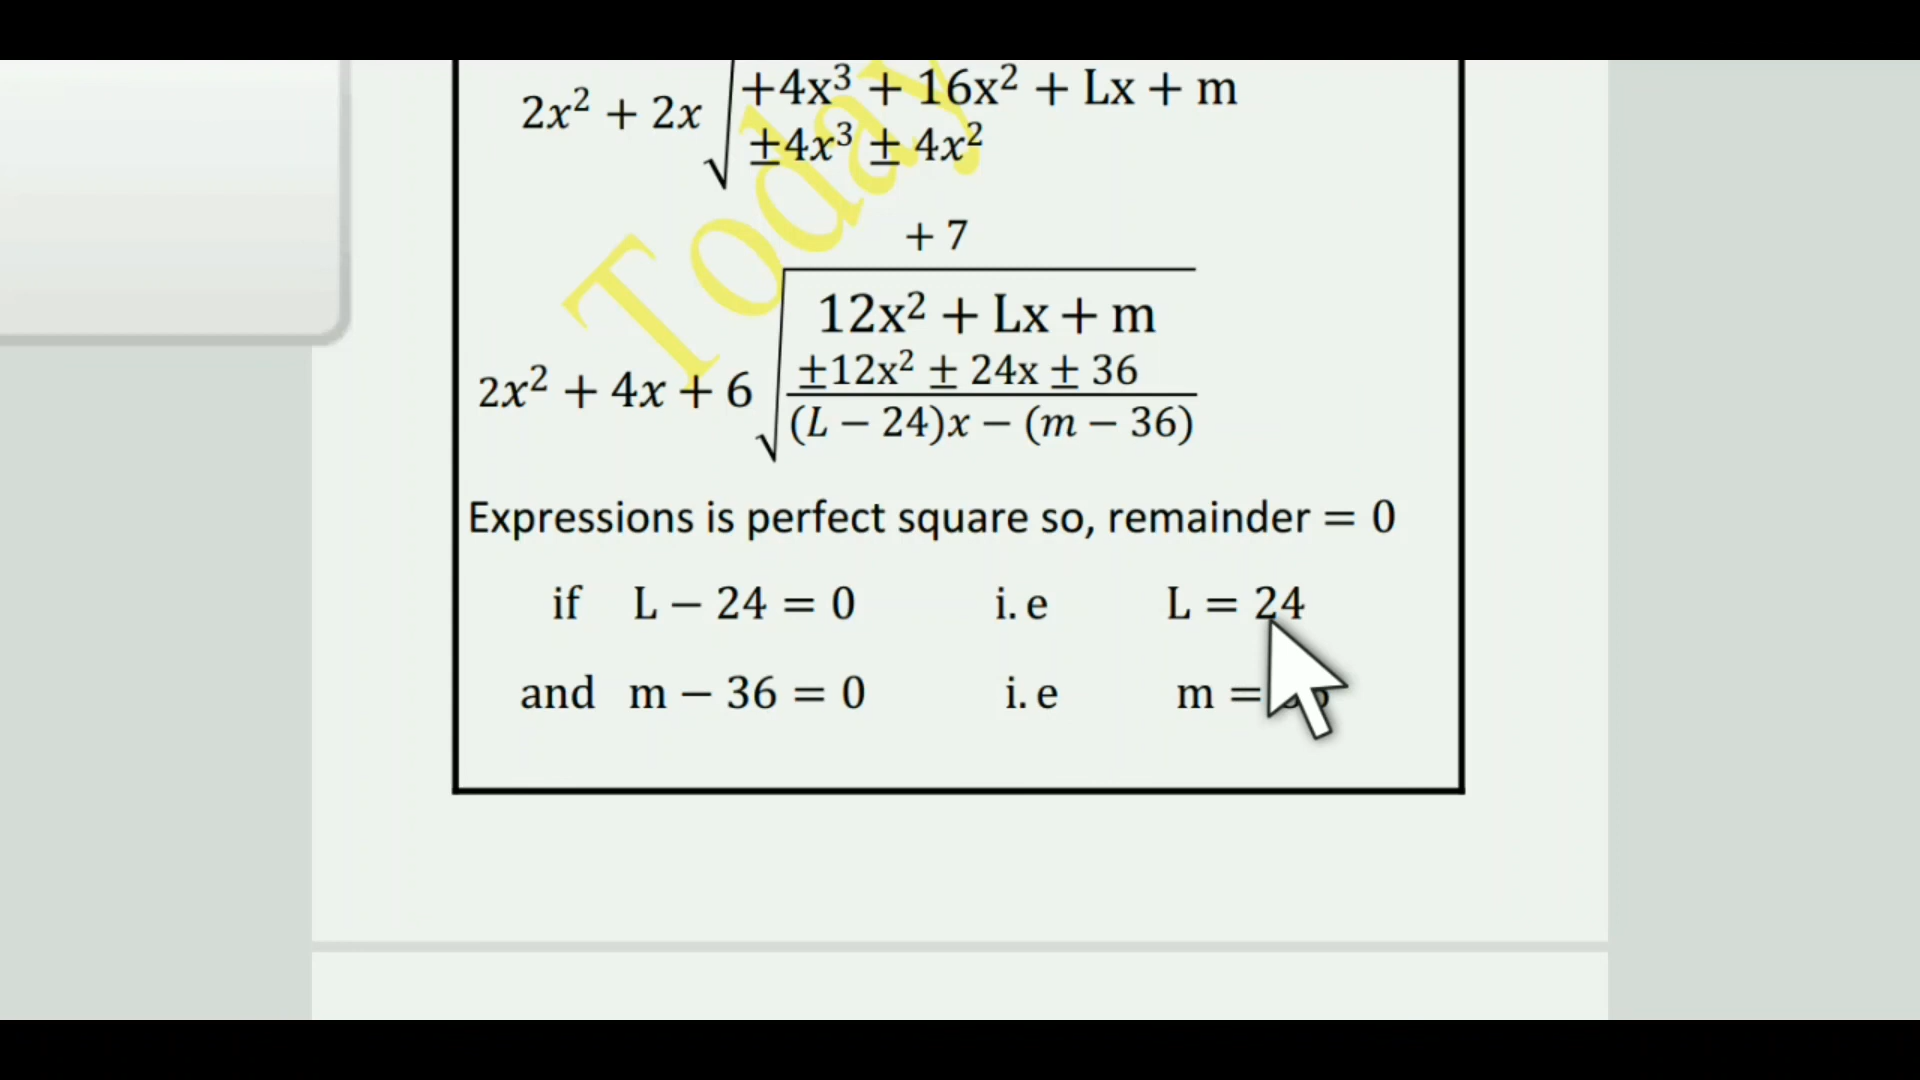 +4x³ + 16x² + Lx + m
2x² + 2x
±4x³ ± 4x²
+ 7
12x² + Lx + m
±12x² ± 24x ± 36
2x² + 4x + 6
(L − 24)x − (m − 36)
Expressions is perfect square so, remainder = 0
if L − 24 = 0 i. e L = 24
and m − 36 = 0 i. e m =
Today